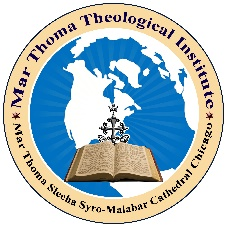 ★ Mar Thoma Theological Institute ★
Mar Thoma Sleeha Syro-Malabar Cathedral Chicago